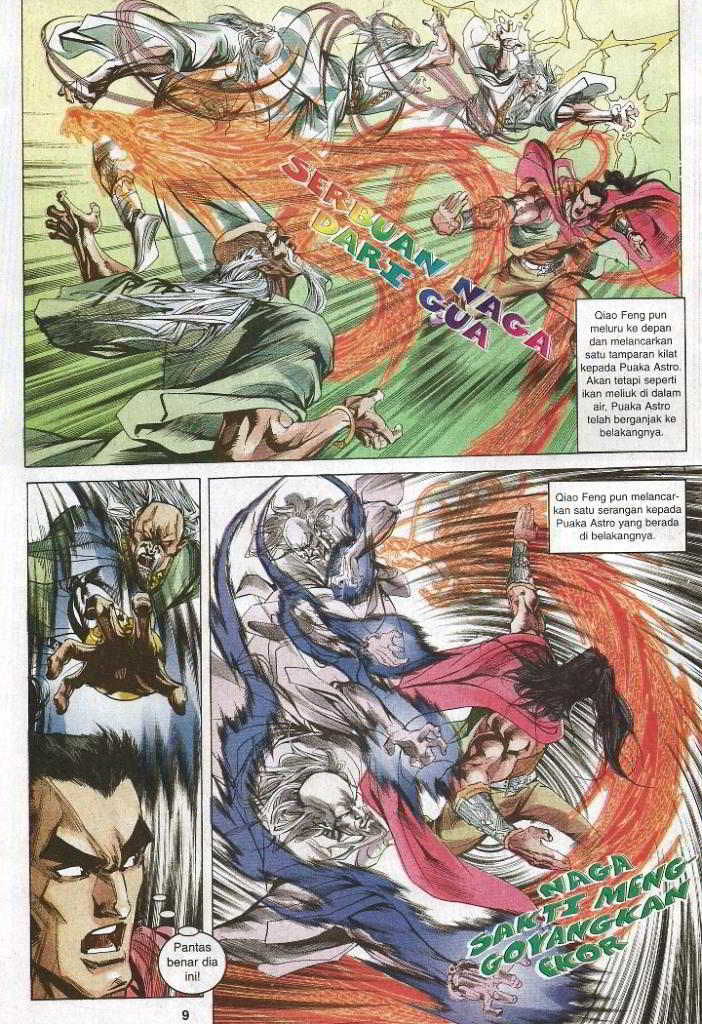 SERBUAN NAGA
DARI GUA
Qiao Feng pun
meluru ke depan
dan melancarkan
satu tamparan kilat
kepada Puaka Astro.
Akan tetapi seperti
ikan meliuk di dalam
air, Puaka Astro
telah berganjak ke
belakangnya.
Qiao Feng pun melancar-
kan satu serangan kepada
Puaka Astro yang berada
di belakangnya.
Pantas
benar dia
ini!
NAGA
SAKTI MENG
GOYANGKAN
EKOR
9